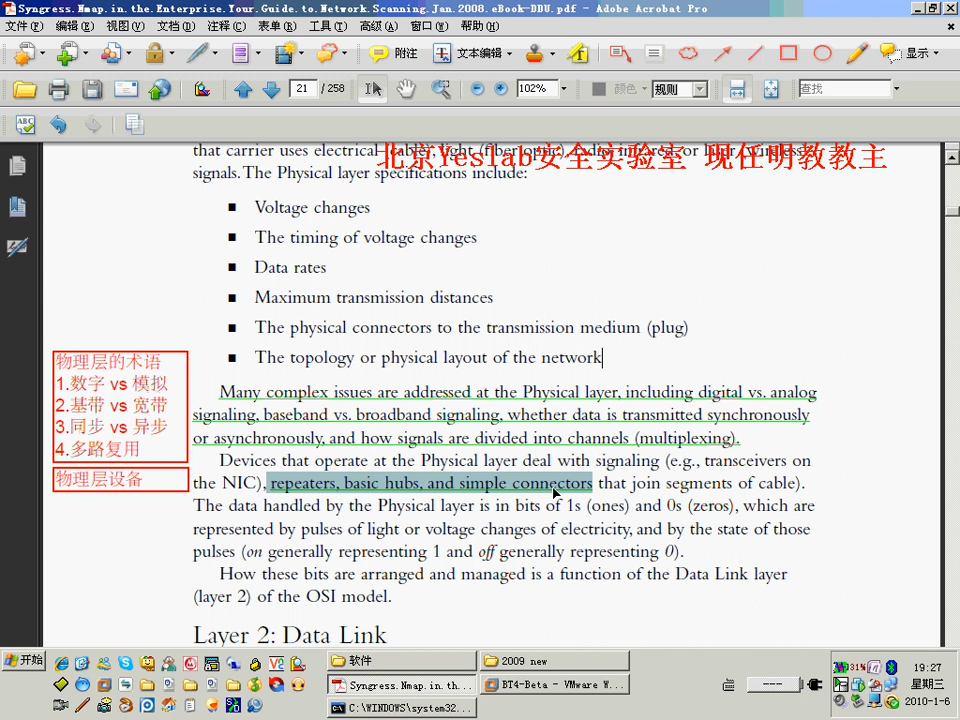 Syngress.Nmap.in.the.Enterprise.Your.Guide.to.Network.Scanning.Jan.2008.eBook-DDU.pdf - Adobe Acrobat Pro
文件(F) 编辑(E) 视图(V) 文档(D) 注释(C) 表单(R) 工具(T) 高级(A) 窗口(W) 帮助(H)
附注 文本编辑 显示
21 / 258 102% 颜色 规则 查找
北京Yeslab安全实验室 现任明教教主
signals. The Physical layer specifications include:
■ Voltage changes
■ The timing of voltage changes
■ Data rates
■ Maximum transmission distances
■ The physical connectors to the transmission medium (plug)
■ The topology or physical layout of the network
物理层的术语
1.数字 vs 模拟
2.基带 vs 宽带
3.同步 vs 异步
4.多路复用
物理层设备
Many complex issues are addressed at the Physical layer, including digital vs. analog
signaling, baseband vs. broadband signaling, whether data is transmitted synchronously
or asynchronously, and how signals are divided into channels (multiplexing).
Devices that operate at the Physical layer deal with signaling (e.g., transceivers on
the NIC), repeaters, basic hubs, and simple connectors that join segments of cable).
The data handled by the Physical layer is in bits of 1s (ones) and 0s (zeros), which are
represented by pulses of light or voltage changes of electricity, and by the state of those
pulses (on generally representing 1 and off generally representing 0).
How these bits are arranged and managed is a function of the Data Link layer
(layer 2) of the OSI model.
Layer 2: Data Link
开始 软件 2009 new
Syngress.Nmap.in.th... BT4-Beta - VMware W...
C:\WINDOWS\system32...
31%
19:27
星期三
2010-1-6